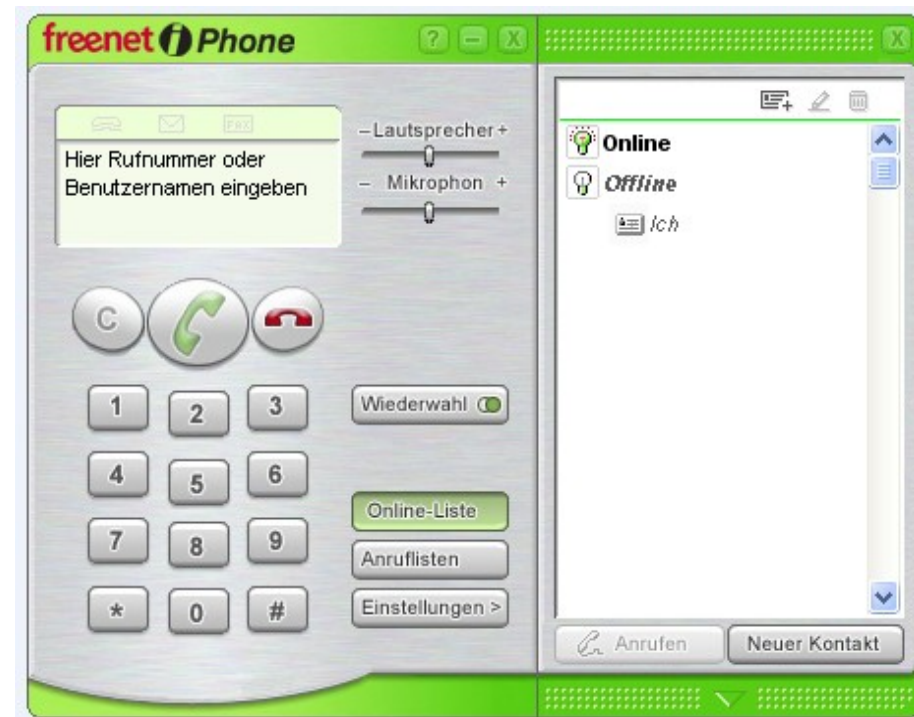 freenet iPhone
? – X
X
FAX
Hier Rufnummer oder
Benutzernamen eingeben
– Lautsprecher +
– Mikrophon +
Online
Offline
Ich
C
1 2 3
4 5 6
7 8 9
* 0 #
Wiederwahl
Online-Liste
Anruflisten
Einstellungen >
Anrufen
Neuer Kontakt